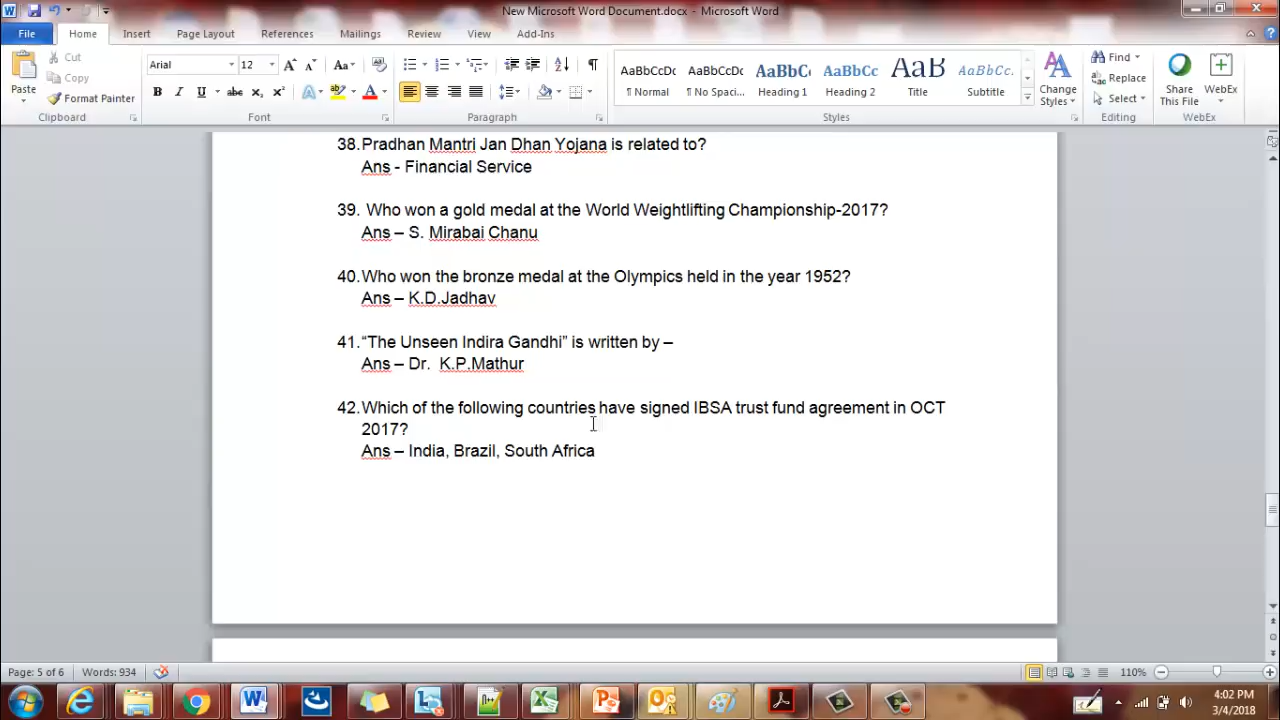 New Microsoft Word Document.docx - Microsoft Word
File Home Insert Page Layout References Mailings Review View Add-Ins
Paste
Cut
Copy
Format Painter
Clipboard
Arial 12
Font
Paragraph
AaBbCcDc AaBbCcDc AaBbC AaBbCc AaB AaBbCc.
¶ Normal ¶ No Spaci... Heading 1 Heading 2 Title Subtitle
Change Styles
Styles
Find
Replace
Select
Editing
Share This File
WebEx
WebEx
38.Pradhan Mantri Jan Dhan Yojana is related to?
Ans - Financial Service
39. Who won a gold medal at the World Weightlifting Championship-2017?
Ans – S. Mirabai Chanu
40.Who won the bronze medal at the Olympics held in the year 1952?
Ans – K.D.Jadhav
41.“The Unseen Indira Gandhi” is written by –
Ans – Dr. K.P.Mathur
42.Which of the following countries have signed IBSA trust fund agreement in OCT
2017?
Ans – India, Brazil, South Africa
Page: 5 of 6 Words: 934 110%
4:02 PM
3/4/2018